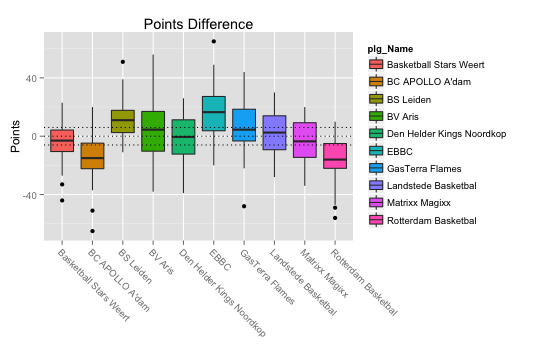 Points Difference
Points
40
0
-40
Basketball Stars Weert
BC APOLLO A'dam
BS Leiden
BV Aris
Den Helder Kings Noordkop
EBBC
GasTerra Flames
Landstede Basketbal
Matrixx Magixx
Rotterdam Basketbal
plg_Name
Basketball Stars Weert
BC APOLLO A'dam
BS Leiden
BV Aris
Den Helder Kings Noordkop
EBBC
GasTerra Flames
Landstede Basketbal
Matrixx Magixx
Rotterdam Basketbal